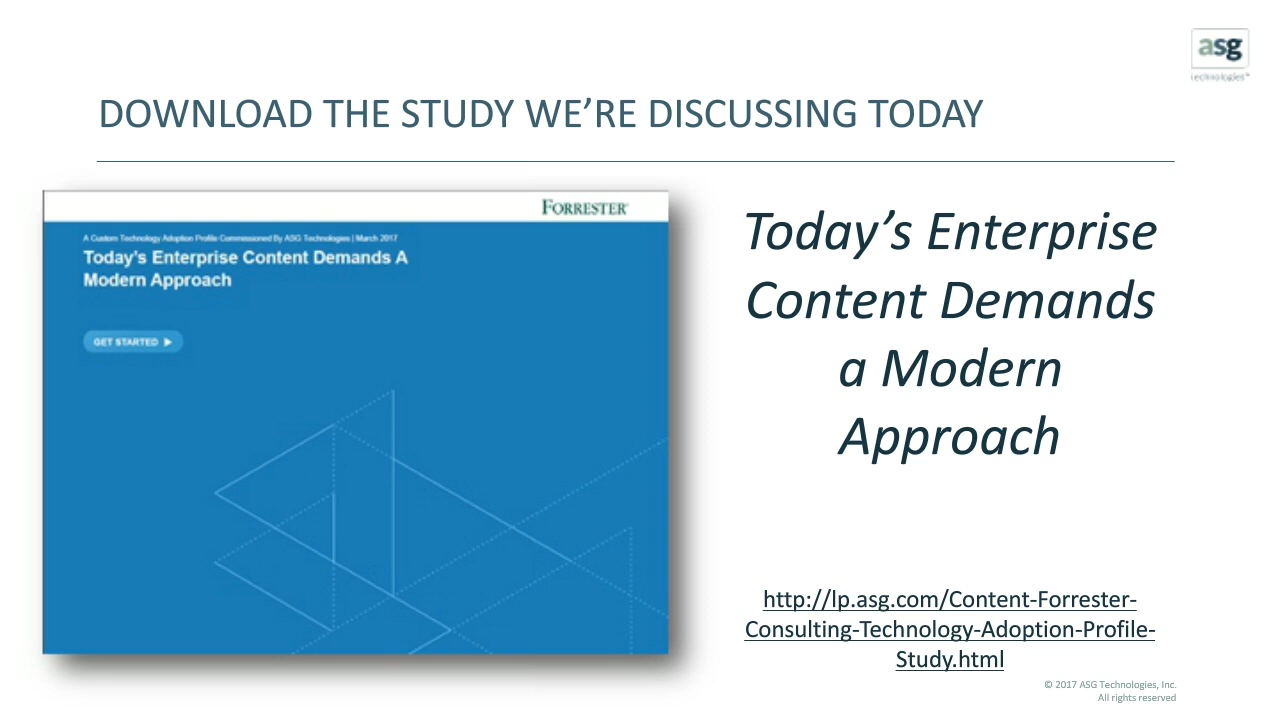 asg
technologies™
DOWNLOAD THE STUDY WE’RE DISCUSSING TODAY
FORRESTER®
A Custom Technology Adoption Profile Commissioned By ASG Technologies | March 2017
Today’s Enterprise Content Demands A
Modern Approach
GET STARTED
Today’s Enterprise
Content Demands
a Modern
Approach
http://lp.asg.com/Content-Forrester-
Consulting-Technology-Adoption-Profile-
Study.html
© 2017 ASG Technologies, Inc.
All rights reserved